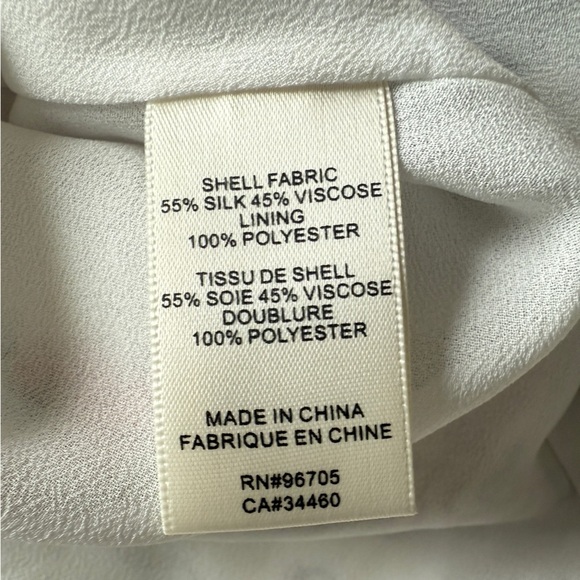 SHELL FABRIC
55% SILK 45% VISCOSE
LINING
100% POLYESTER
TISSU DE SHELL
55% SOIE 45% VISCOSE
DOUBLURE
100% POLYESTER
MADE IN CHINA
FABRIQUE EN CHINE
RN#96705
CA#34460